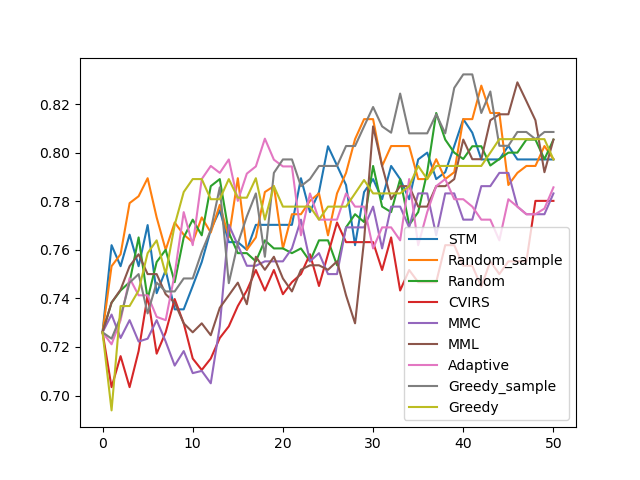 0.82
0.80
0.78
0.76
0.74
0.72
0.70
0
10
20
30
40
50
STM
Random_sample
Random
CVIRS
MMC
MML
Adaptive
Greedy_sample
Greedy